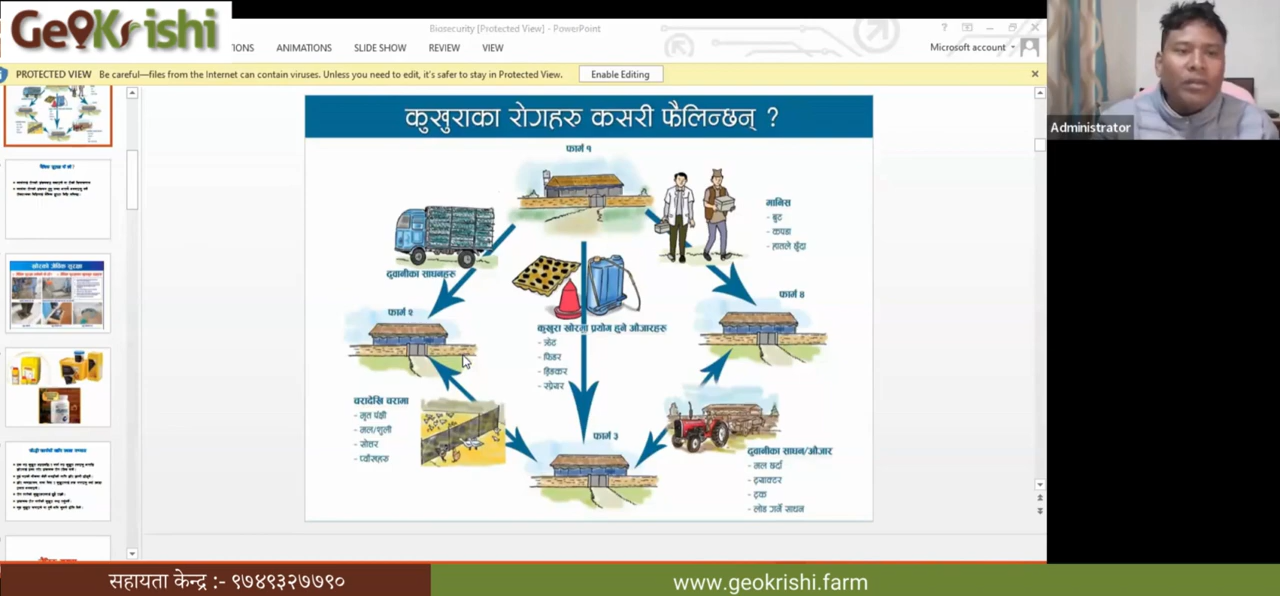 GeoKrishi
IONS
ANIMATIONS
SLIDE SHOW
REVIEW
VIEW
Biosecurity [Protected View] - PowerPoint
Microsoft account
PROTECTED VIEW Be careful—files from the Internet can contain viruses. Unless you need to edit, it's safer to stay in Protected View.
Enable Editing
Administrator
कुखुराका रोगहरु कसरी फैलिन्छन् ?
फार्म १
मानिस
- बुट
- कपडा
- हातले छुँदा
ढुवानीका साधनहरु
फार्म २
फार्म ४
कुखुरा खोरमा प्रयोग हुने औजारहरु
- क्रेट
- फिडर
- ड्रिंकर
- स्प्रेयर
चरादेखि चरामा
- मृत पंक्षी
- मल/सुली
- सोत्तर
- प्वाँखहरु
फार्म ३
ढुवानीका साधन/औजार
- मल छर्दा
- ट्र्याक्टर
- ट्रक
- लोड गर्ने साधन
सहायता केन्द्र :- ९७४९३२७७९०
www.geokrishi.farm